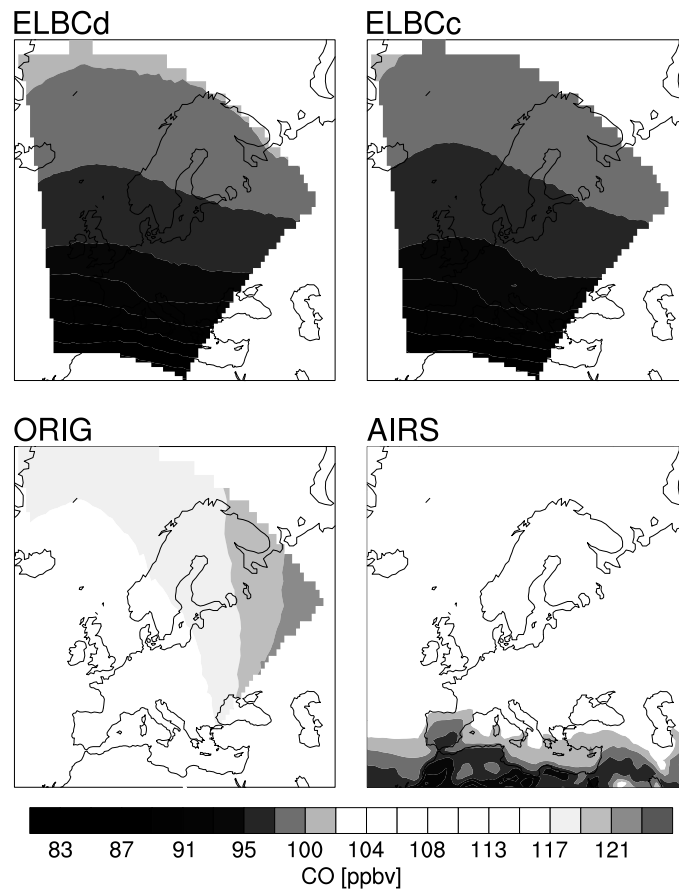 ELBCd
ELBCc
ORIG
AIRS
83 87 91 95 100 104 108 113 117 121
CO [ppbv]